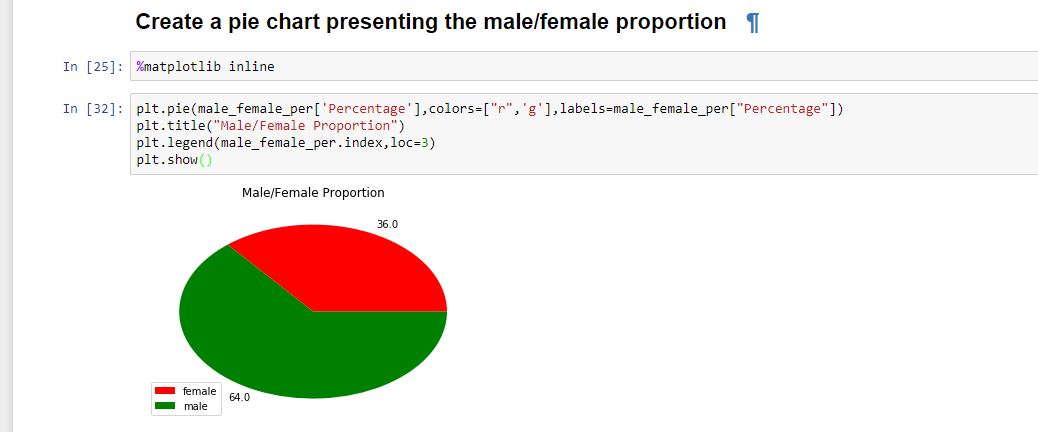 Create a pie chart presenting the male/female proportion ¶
In [25]: %matplotlib inline
In [32]: plt.pie(male_female_per['Percentage'],colors=["r",'g'],labels=male_female_per["Percentage"])
plt.title("Male/Female Proportion")
plt.legend(male_female_per.index,loc=3)
plt.show()
Male/Female Proportion
36.0
female
male
64.0